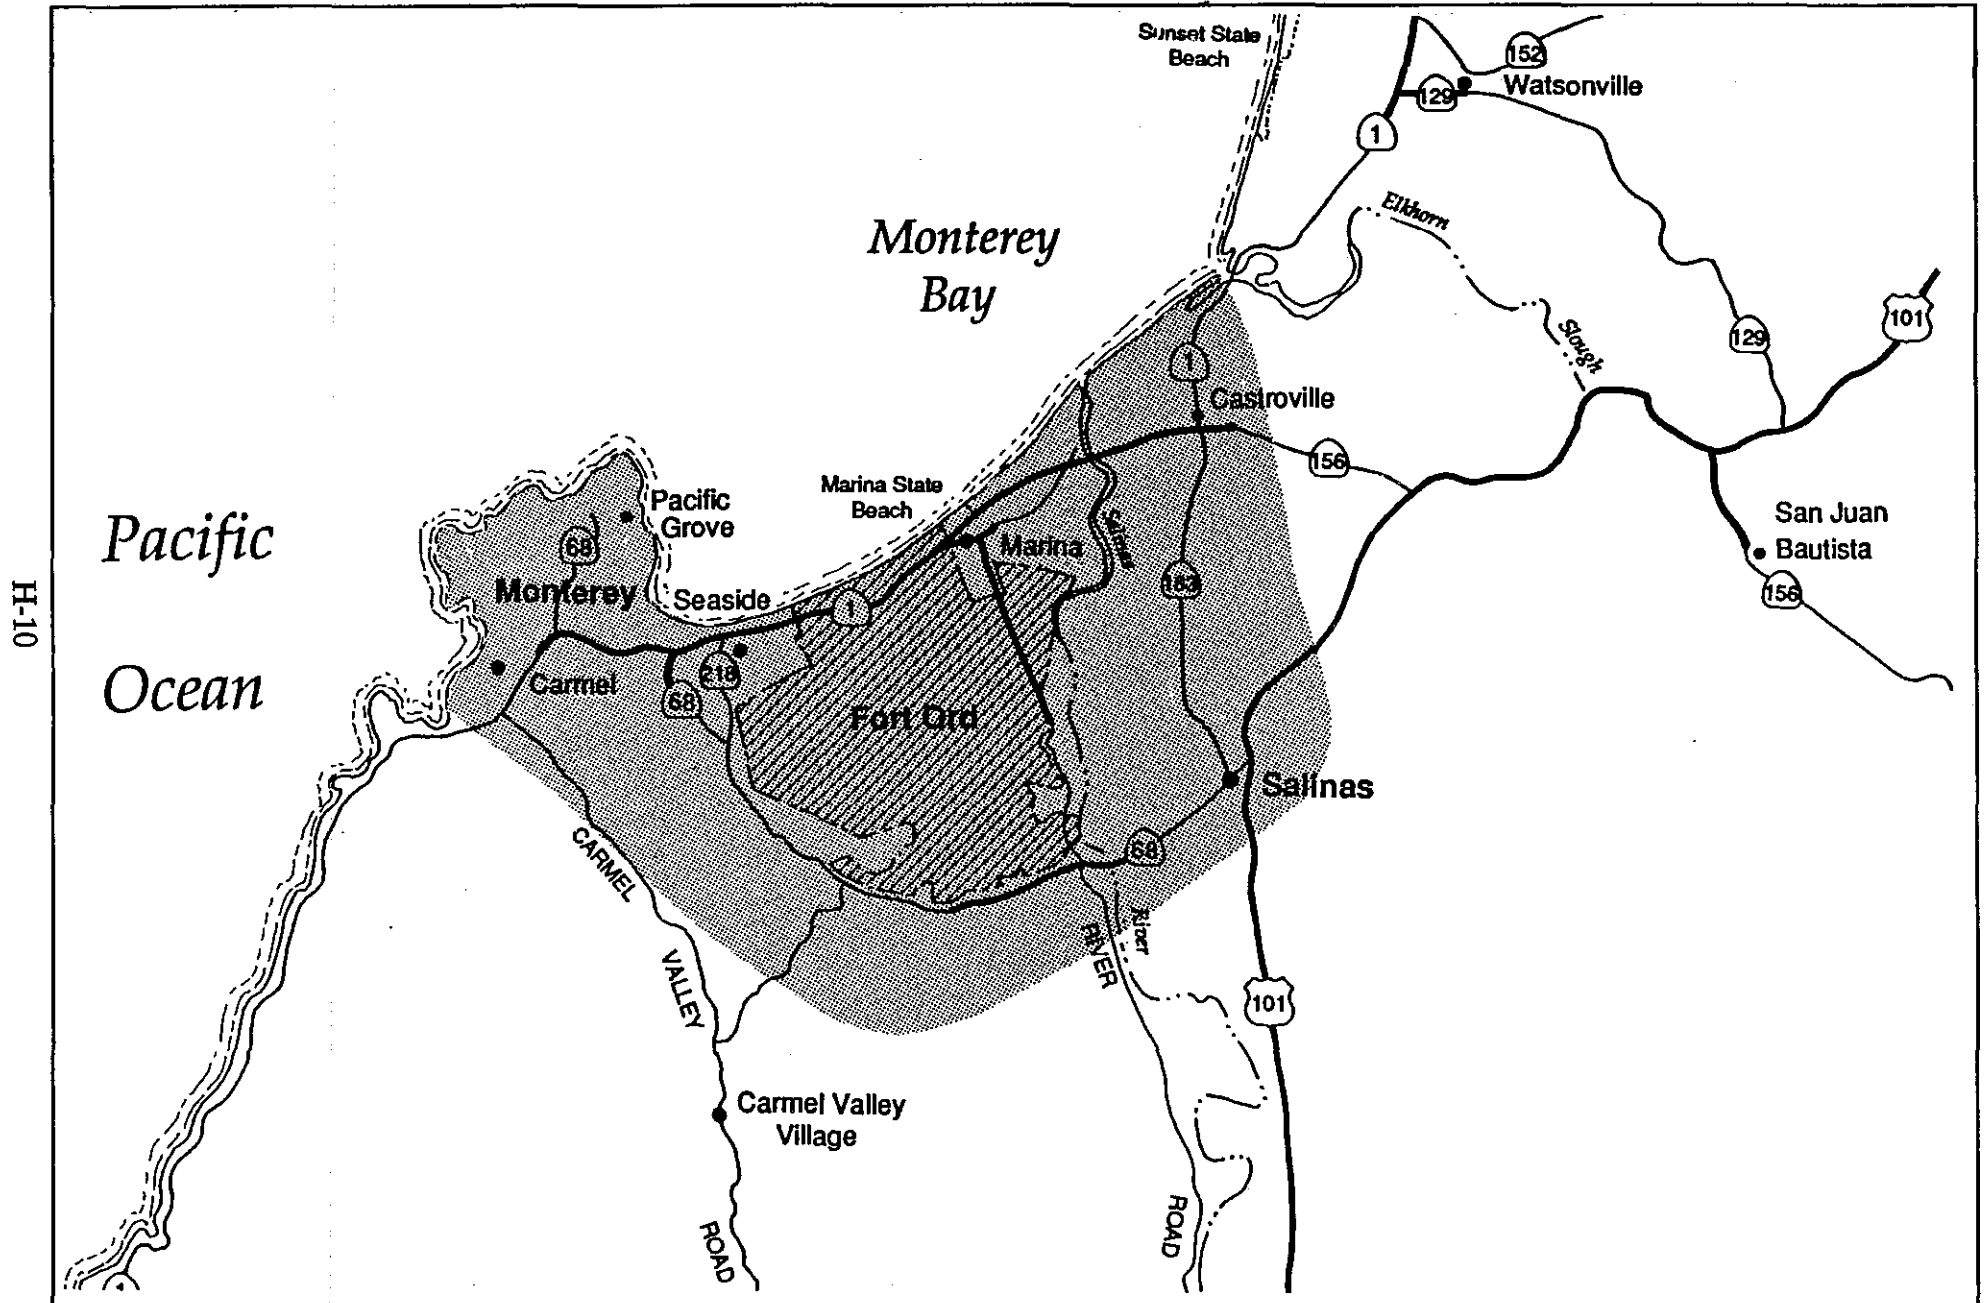 Sunset State
Beach
152
Watsonville
129
1
Elkhorn
Monterey
Bay
101
129
Slough
1
Castroville
156
Marina State
Beach
Pacific
Grove
68
Pacific
San Juan
Bautista
Salinas
Marina
183
156
Monterey
Seaside
1
H-10
Ocean
Carmel
218
68
Fort Ord
Salinas
68
CARMEL
River
RIVER
VALLEY
101
Carmel Valley
Village
ROAD
ROAD
1